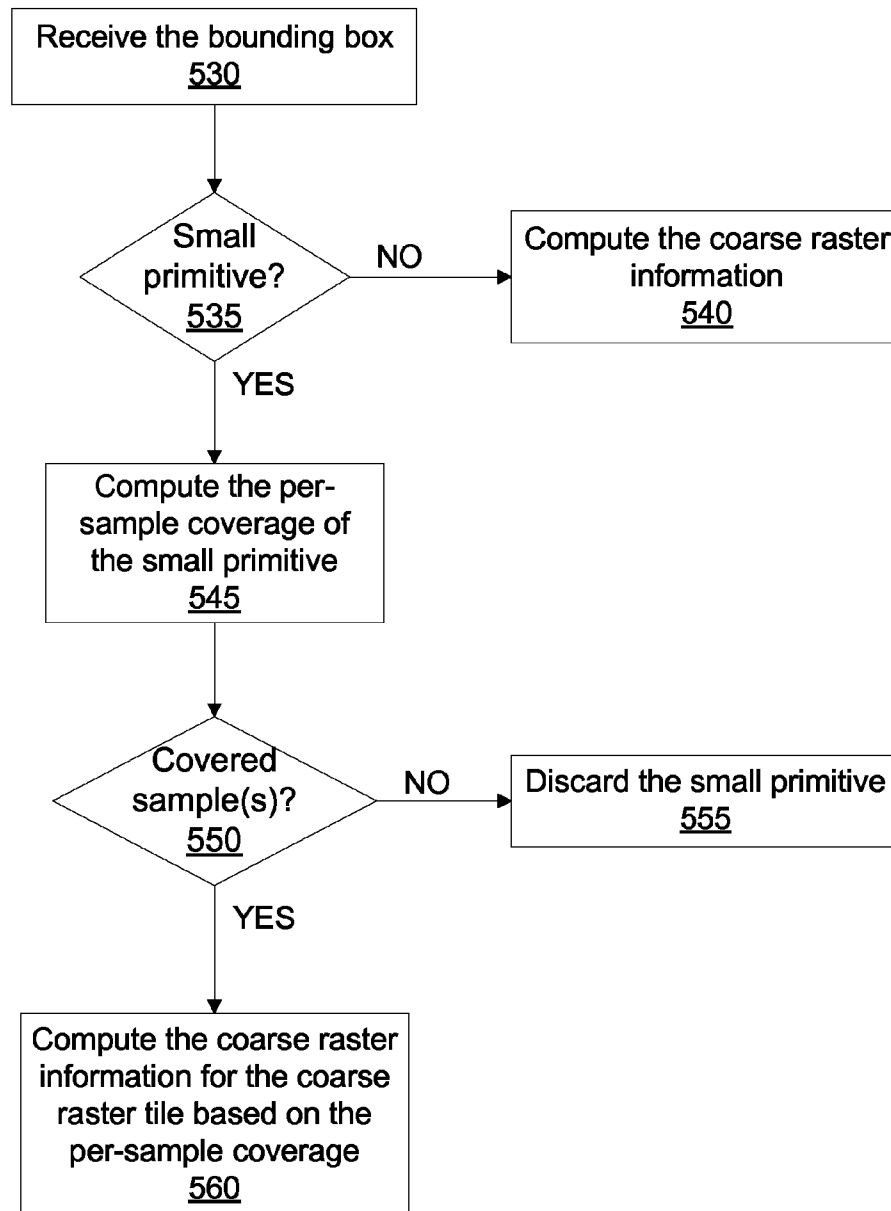 Receive the bounding box
530
Small
primitive?
535
NO
Compute the coarse raster
information
540
YES
Compute the per-
sample coverage of
the small primitive
545
Covered
sample(s)?
550
NO
Discard the small primitive
555
YES
Compute the coarse raster
information for the coarse
raster tile based on the
per-sample coverage
560